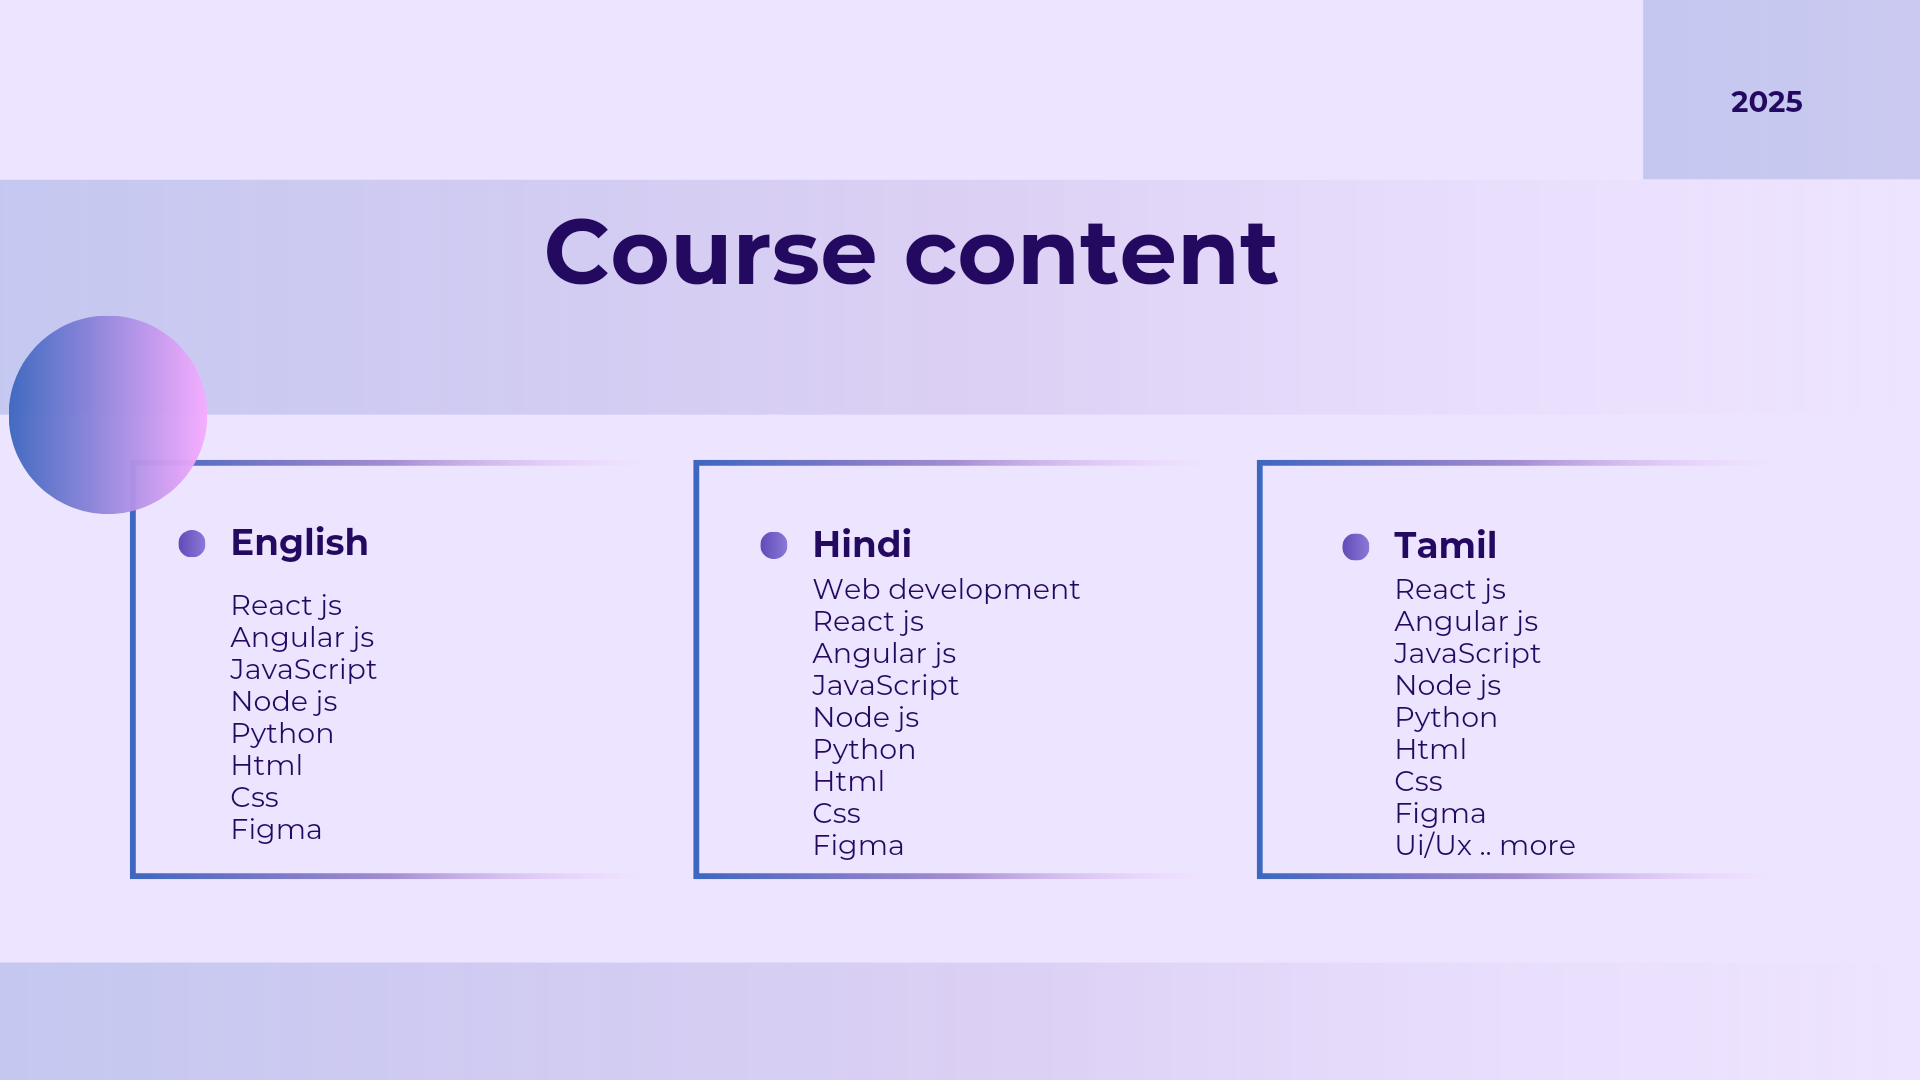 2025
Course content
English
React js
Angular js
JavaScript
Node js
Python
Html
Css
Figma
Hindi
Web development
React js
Angular js
JavaScript
Node js
Python
Html
Css
Figma
Tamil
React js
Angular js
JavaScript
Node js
Python
Html
Css
Figma
Ui/Ux .. more